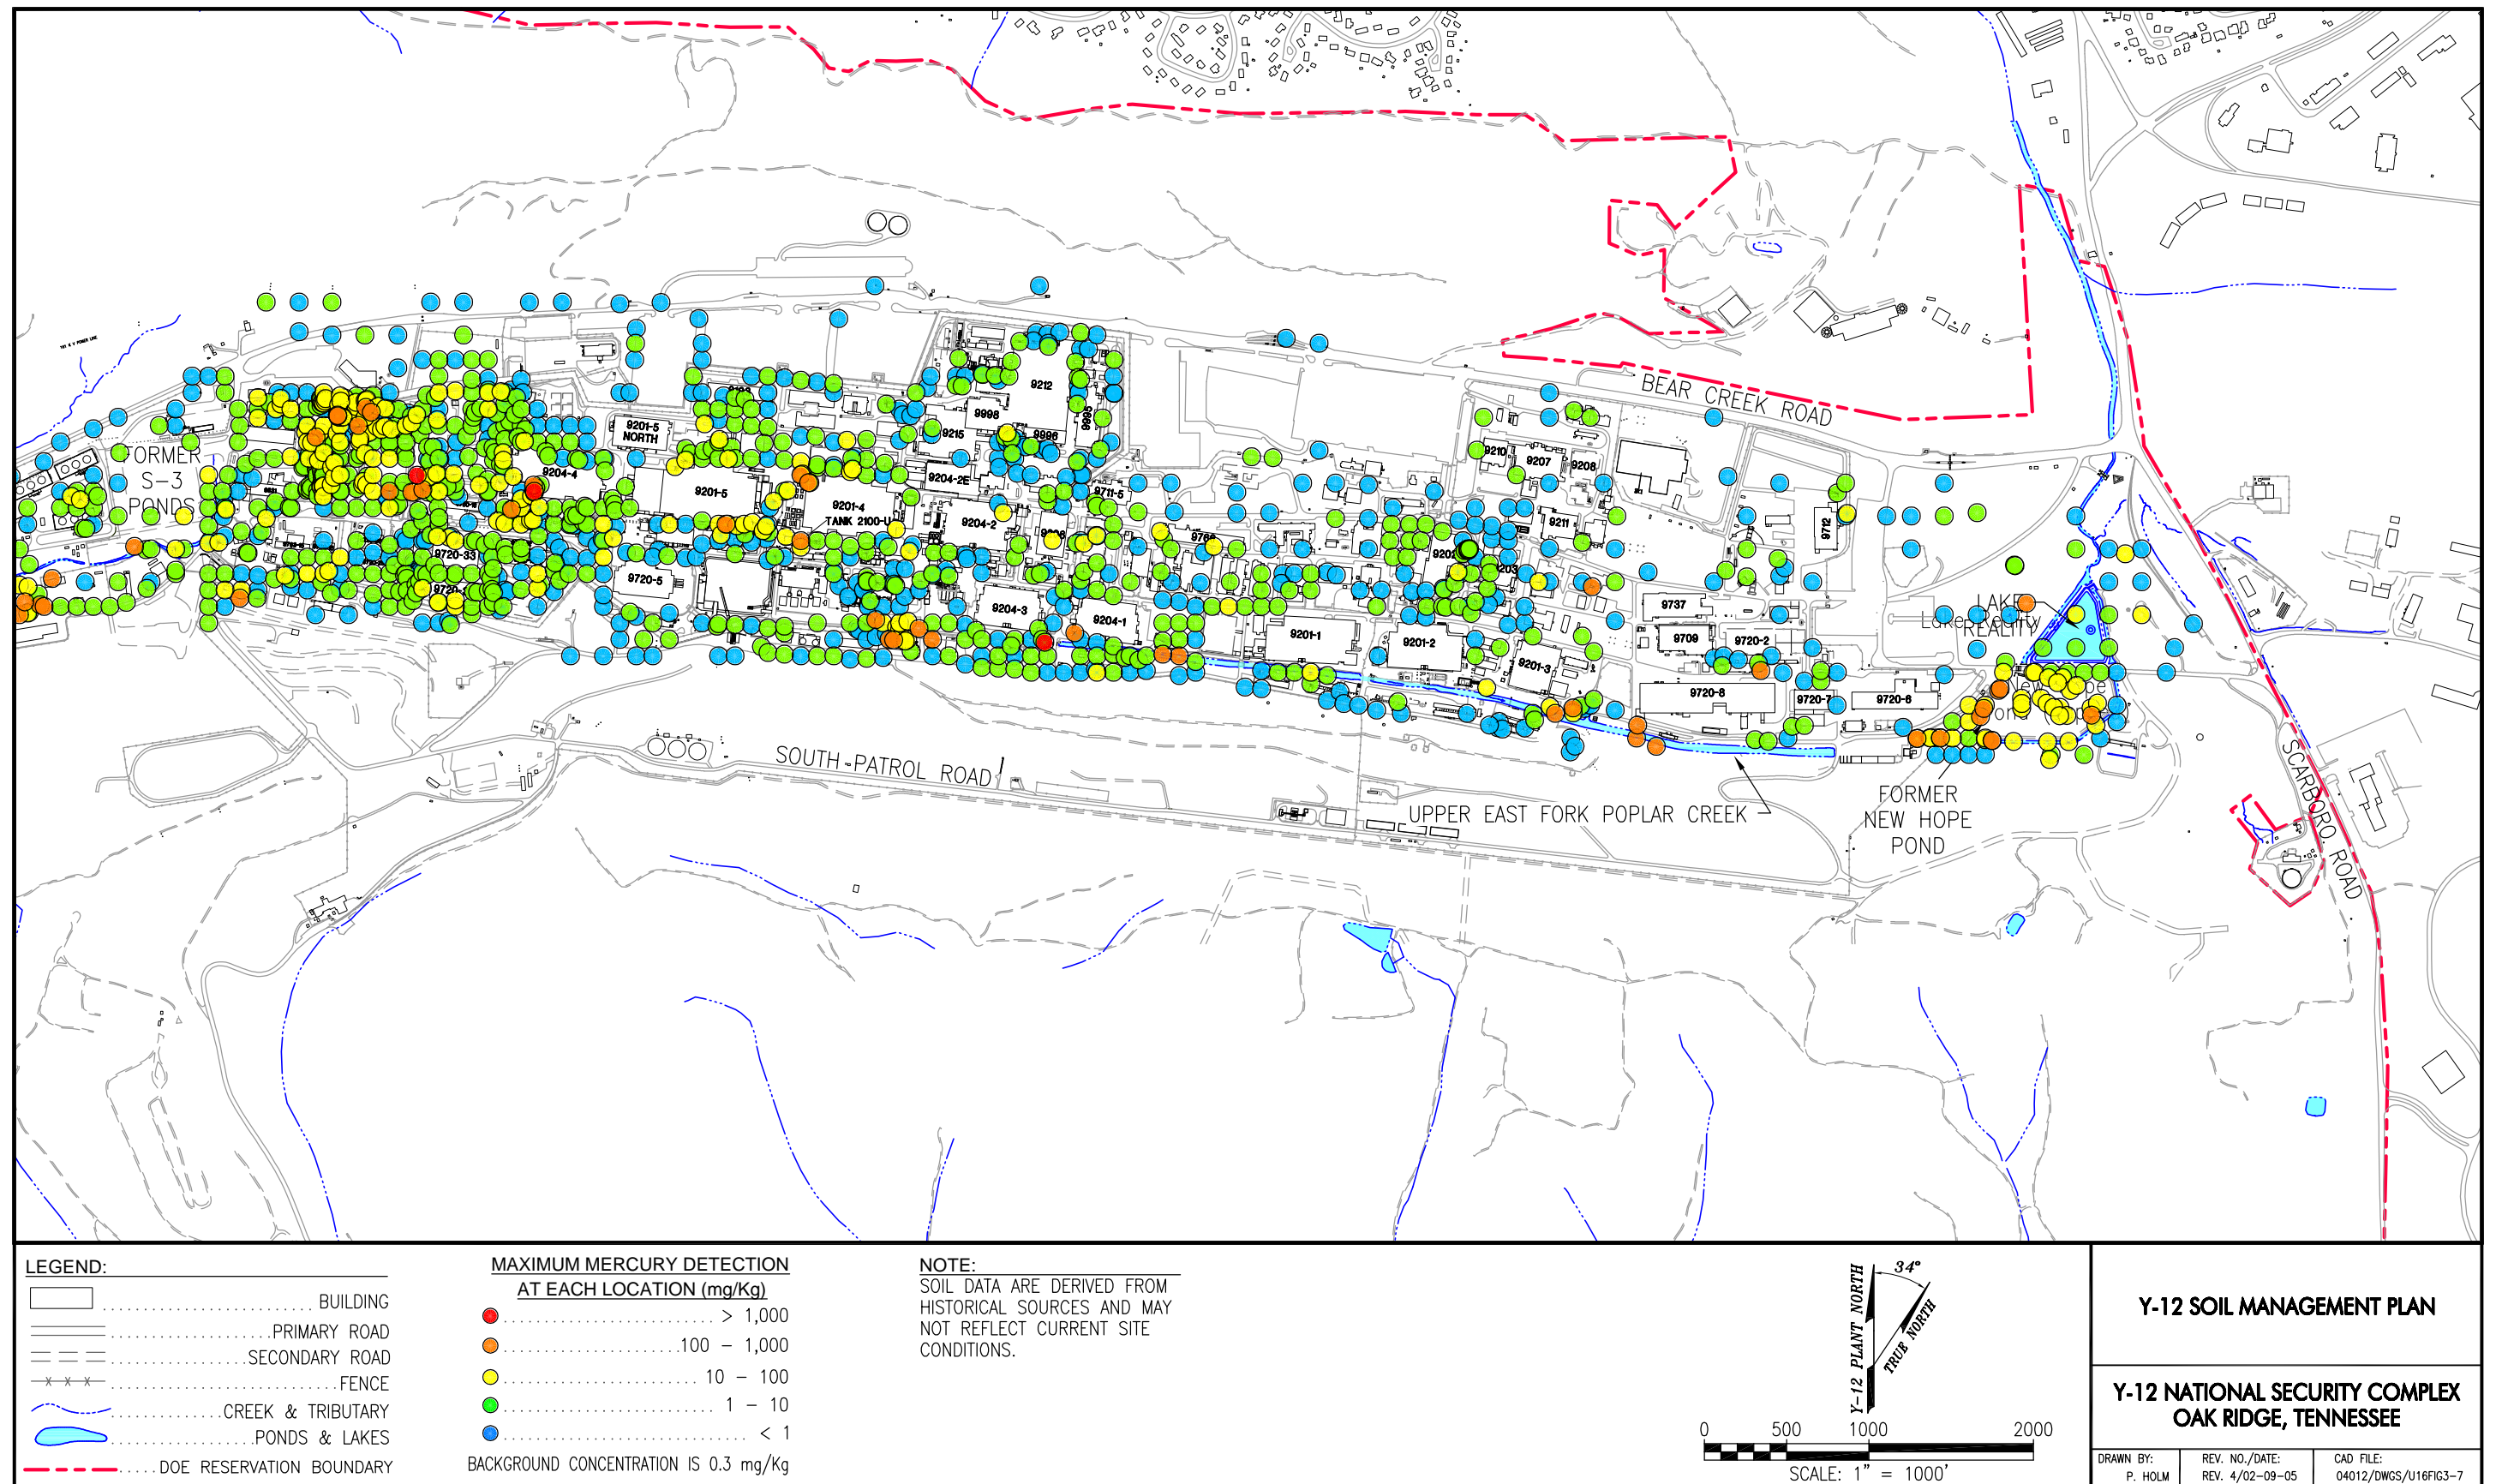 BEAR CREEK ROAD
FORMER
S-3
PONDS
9201-5
NORTH
9204-4
9201-5
9201-4
TANK 2100-U
9212
9998
9215
9996
9995
9204-2E
9204-2
9711-5
9720-33
9720-5
9204-3
9204-1
9201-1
9201-2
9201-3
9210
9207
9208
9211
9712
9737
9709
9720-2
9720-8
9720-7
9720-6
LAKE
REALITY
SOUTH-PATROL ROAD
UPPER EAST FORK POPLAR CREEK
FORMER
NEW HOPE
POND
SCARBORO ROAD
LEGEND:
BUILDING
PRIMARY ROAD
SECONDARY ROAD
X X X FENCE
CREEK & TRIBUTARY
PONDS & LAKES
DOE RESERVATION BOUNDARY
MAXIMUM MERCURY DETECTION
AT EACH LOCATION (mg/Kg)
> 1,000
100 - 1,000
10 - 100
1 - 10
< 1
BACKGROUND CONCENTRATION IS 0.3 mg/Kg
NOTE:
SOIL DATA ARE DERIVED FROM
HISTORICAL SOURCES AND MAY
NOT REFLECT CURRENT SITE
CONDITIONS.
34°
Y-12 PLANT NORTH
TRUE NORTH
0 500 1000 2000
SCALE: 1" = 1000'
Y-12 SOIL MANAGEMENT PLAN
Y-12 NATIONAL SECURITY COMPLEX
OAK RIDGE, TENNESSEE
DRAWN BY:
P. HOLM
REV. NO./DATE:
REV. 4/02-09-05
CAD FILE:
04012/DWGS/U16FIG3-7